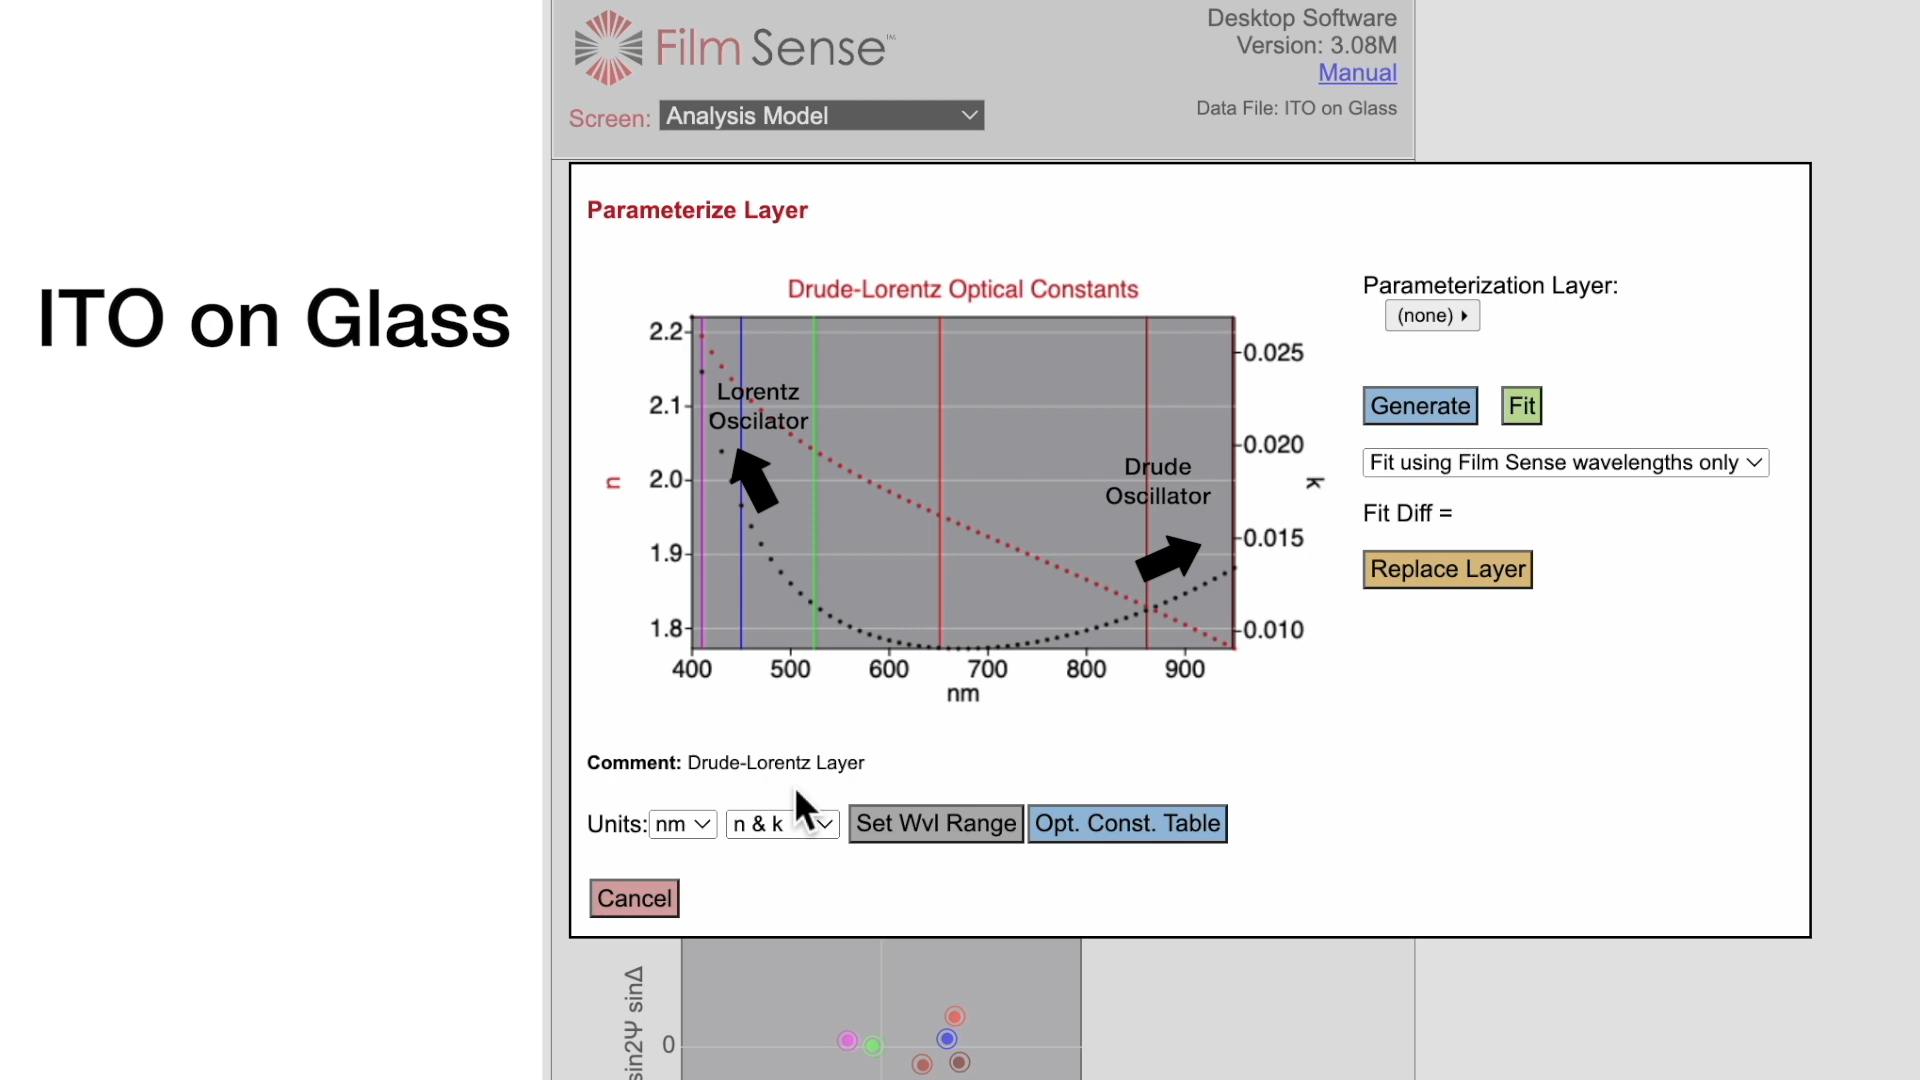 Film Sense™
Desktop Software
Version: 3.08M
Manual
Screen: Analysis Model
Data File: ITO on Glass
ITO on Glass
Parameterize Layer
Drude-Lorentz Optical Constants
2.2
2.1
2.0
1.9
1.8
n
0.025
0.020
0.015
0.010
k
400 500 600 700 800 900
nm
Lorentz
Oscilator
Drude
Oscillator
Parameterization Layer:
(none)
Generate Fit
Fit using Film Sense wavelengths only
Fit Diff =
Replace Layer
Comment: Drude-Lorentz Layer
Units: nm n & k Set Wvl Range Opt. Const. Table
Cancel
sin2Ψ sinΔ
0